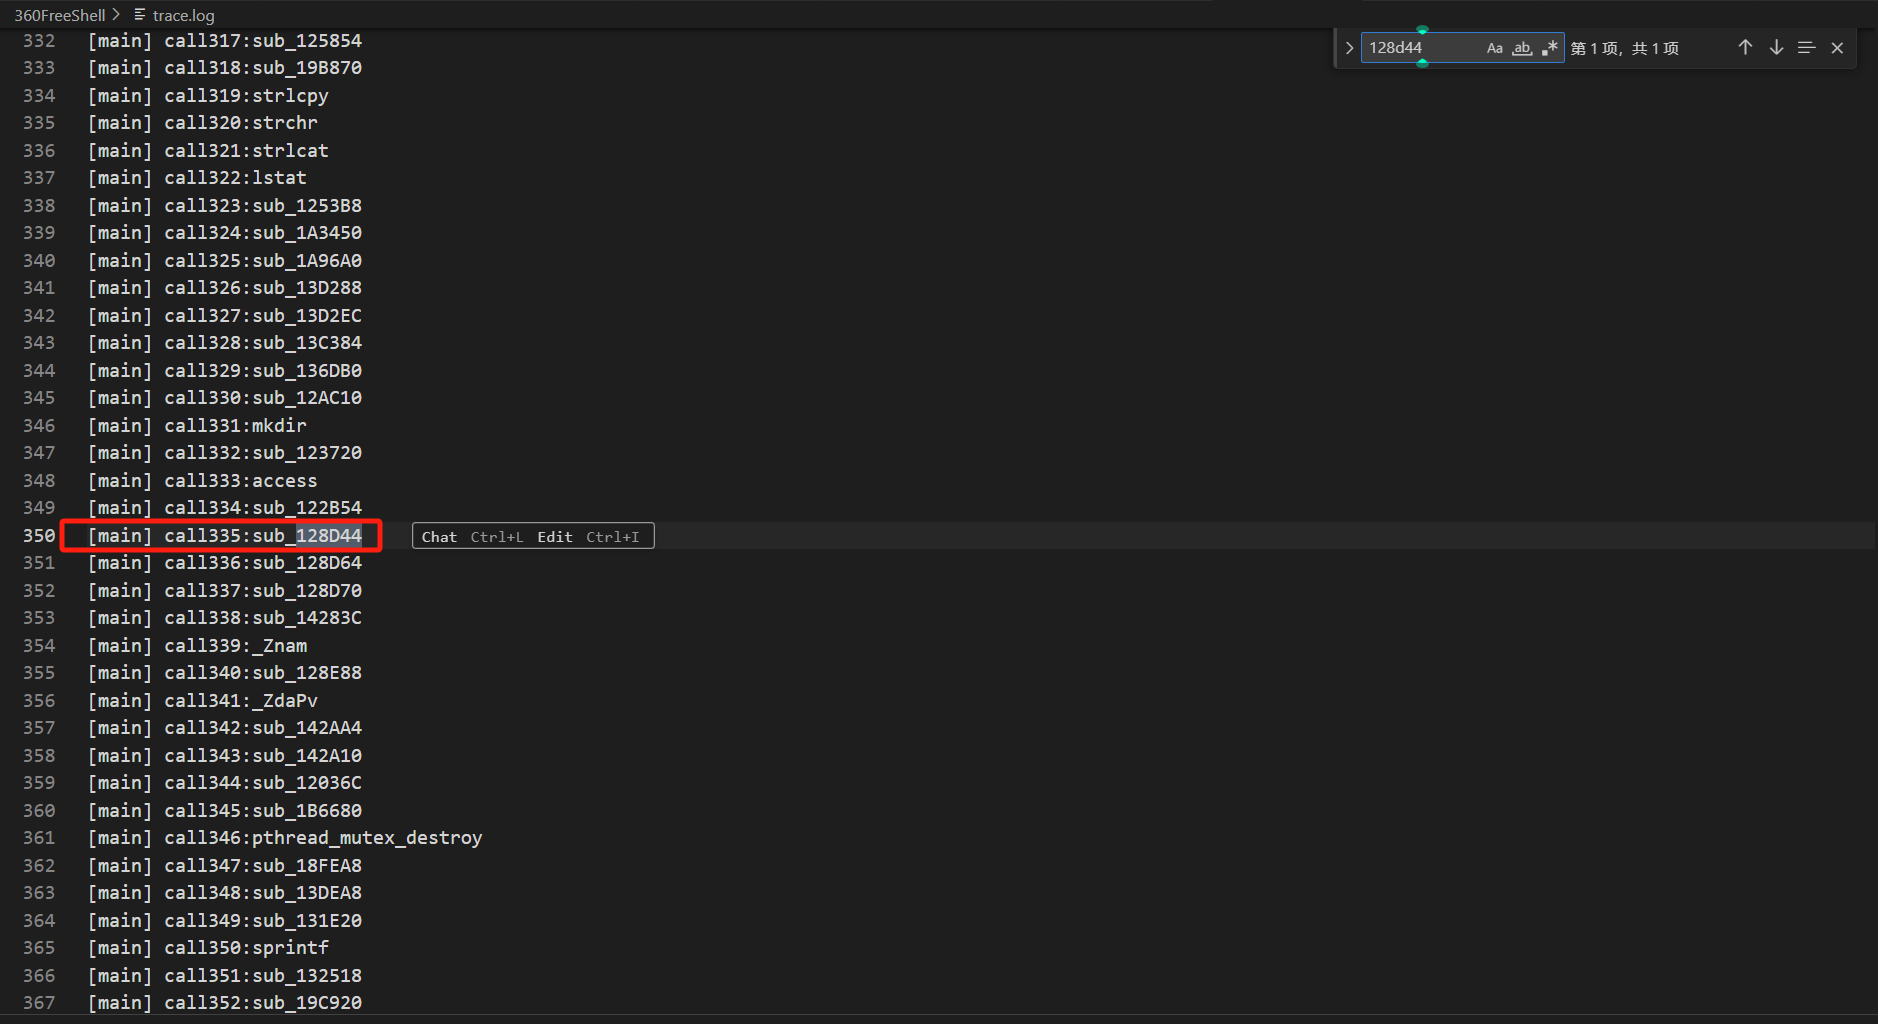 360FreeShell > trace.log
128d44 Aa ab .* 第1项, 共1项
332 [main] call317:sub_125854
333 [main] call318:sub_19B870
334 [main] call319:strlcpy
335 [main] call320:strchr
336 [main] call321:strlcat
337 [main] call322:lstat
338 [main] call323:sub_1253B8
339 [main] call324:sub_1A3450
340 [main] call325:sub_1A96A0
341 [main] call326:sub_13D288
342 [main] call327:sub_13D2EC
343 [main] call328:sub_13C384
344 [main] call329:sub_136DB0
345 [main] call330:sub_12AC10
346 [main] call331:mkdir
347 [main] call332:sub_123720
348 [main] call333:access
349 [main] call334:sub_122B54
350 [main] call335:sub_128D44 Chat Ctrl+L Edit Ctrl+I
351 [main] call336:sub_128D64
352 [main] call337:sub_128D70
353 [main] call338:sub_14283C
354 [main] call339:_Znam
355 [main] call340:sub_128E88
356 [main] call341:_ZdaPv
357 [main] call342:sub_142AA4
358 [main] call343:sub_142A10
359 [main] call344:sub_12036C
360 [main] call345:sub_1B6680
361 [main] call346:pthread_mutex_destroy
362 [main] call347:sub_18FEA8
363 [main] call348:sub_13DEA8
364 [main] call349:sub_131E20
365 [main] call350:sprintf
366 [main] call351:sub_132518
367 [main] call352:sub_19C920